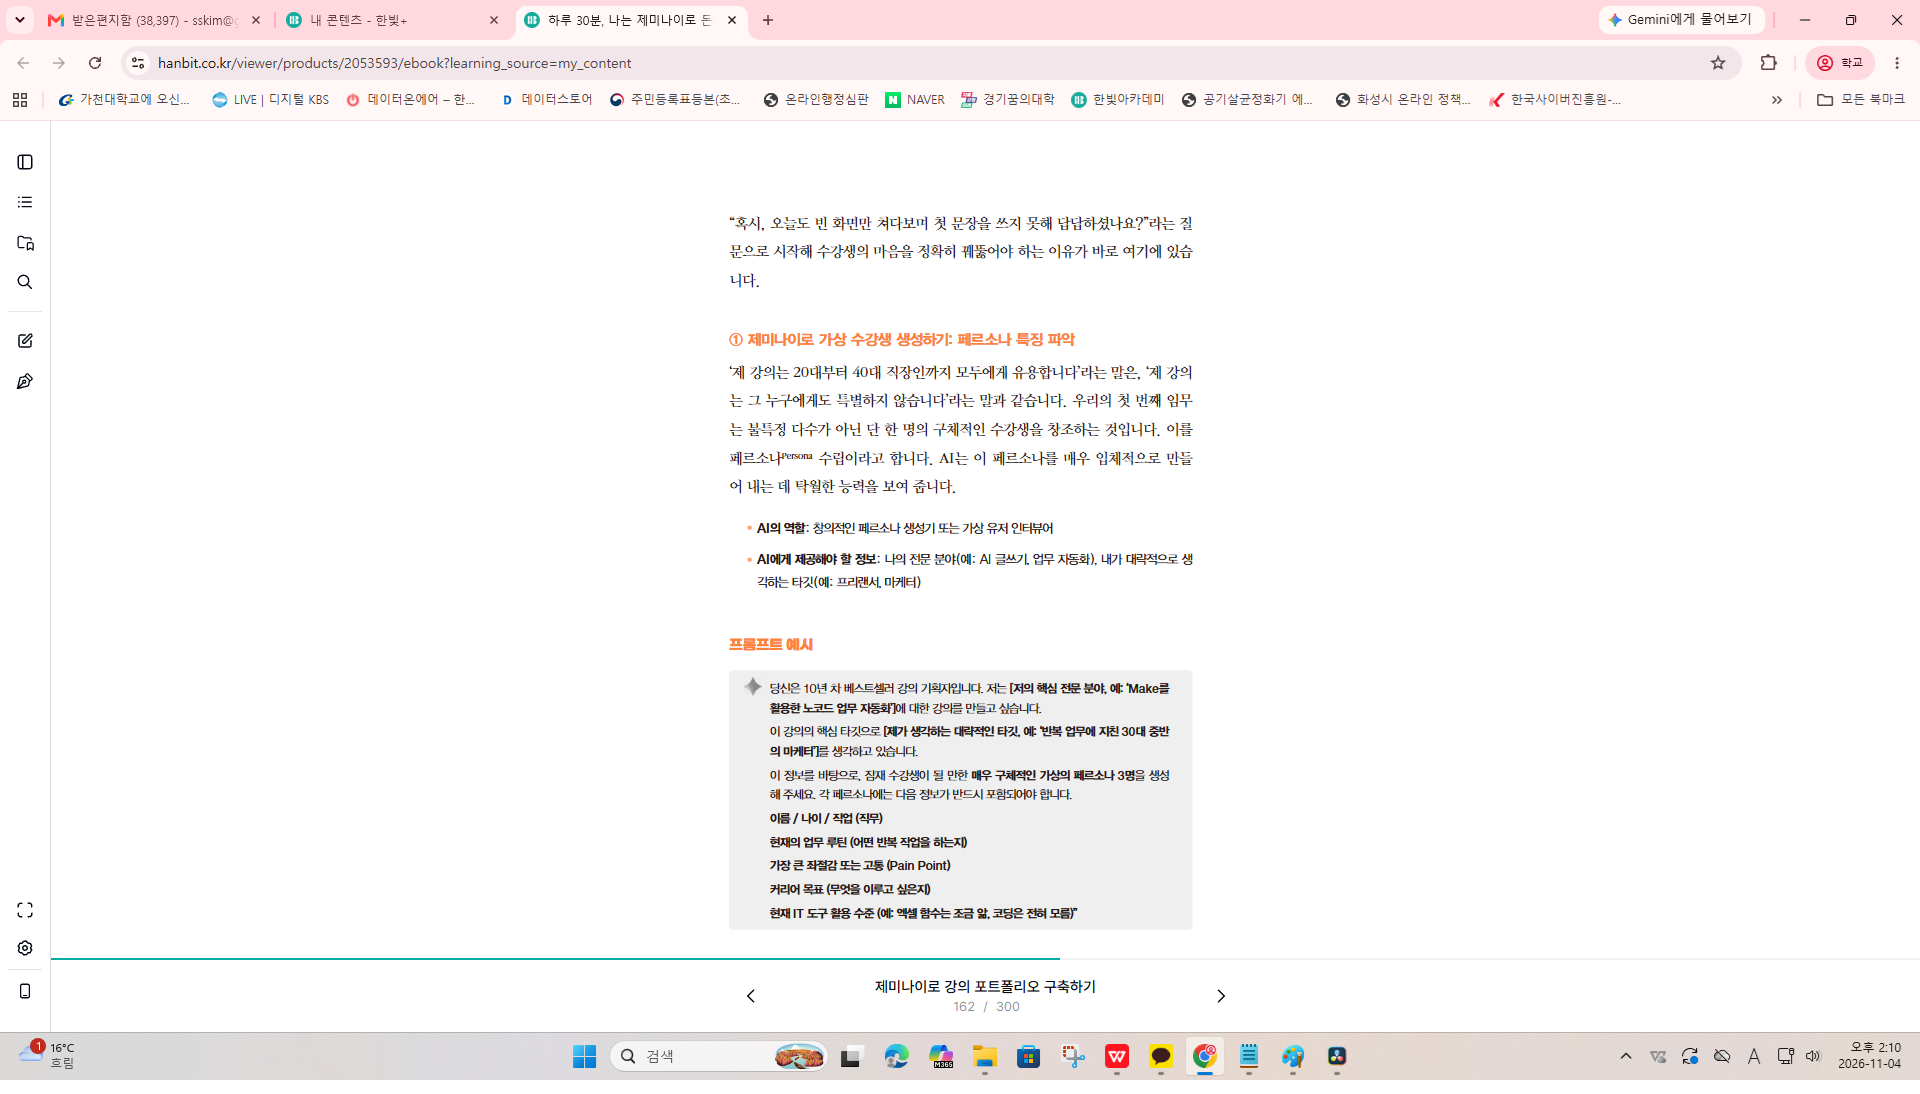 받은편지함 (38,397) - sskim@g
내 콘텐츠 - 한빛+
하루 30분, 나는 제미나이로 돈
Gemini에게 물어보기
hanbit.co.kr/viewer/products/2053593/ebook?learning_source=my_content
학교
가천대학교에 오신...
LIVE | 디지털 KBS
데이터온에어 – 한...
데이터스토어
주민등록표등본(초...
온라인행정심판
NAVER
경기꿈의대학
한빛아카데미
공기살균정화기 에...
화성시 온라인 정책...
한국사이버진흥원-...
모든 북마크
“혹시, 오늘도 빈 화면만 쳐다보며 첫 문장을 쓰지 못해 답답하셨나요?”라는 질
문으로 시작해 수강생의 마음을 정확히 꿰뚫어야 하는 이유가 바로 여기에 있습
니다.
① 제미나이로 가상 수강생 생성하기: 페르소나 특징 파악
‘제 강의는 20대부터 40대 직장인까지 모두에게 유용합니다’라는 말은, ‘제 강의
는 그 누구에게도 특별하지 않습니다’라는 말과 같습니다. 우리의 첫 번째 임무
는 불특정 다수가 아닌 단 한 명의 구체적인 수강생을 창조하는 것입니다. 이를
페르소나Persona 수립이라고 합니다. AI는 이 페르소나를 매우 입체적으로 만들
어 내는 데 탁월한 능력을 보여 줍니다.
• AI의 역할: 창의적인 페르소나 생성기 또는 가상 유저 인터뷰어
• AI에게 제공해야 할 정보: 나의 전문 분야(예: AI 글쓰기, 업무 자동화), 내가 대략적으로 생
각하는 타깃(예: 프리랜서, 마케터)
프롬프트 예시
당신은 10년 차 베스트셀러 강의 기획자입니다. 저는 [저의 핵심 전문 분야, 예: ‘Make를
활용한 노코드 업무 자동화’]에 대한 강의를 만들고 싶습니다.
이 강의의 핵심 타깃으로 [제가 생각하는 대략적인 타깃, 예: ‘반복 업무에 지친 30대 중반
의 마케터’]를 생각하고 있습니다.
이 정보를 바탕으로, 잠재 수강생이 될 만한 매우 구체적인 가상의 페르소나 3명을 생성
해 주세요. 각 페르소나에는 다음 정보가 반드시 포함되어야 합니다.
이름 / 나이 / 직업 (직무)
현재의 업무 루틴 (어떤 반복 작업을 하는지)
가장 큰 좌절감 또는 고통 (Pain Point)
커리어 목표 (무엇을 이루고 싶은지)
현재 IT 도구 활용 수준 (예: 엑셀 함수는 조금 앎, 코딩은 전혀 모름)”
제미나이로 강의 포트폴리오 구축하기
162 / 300
1
16°C
흐림
검색
M365
A
오후 2:10
2026-11-04